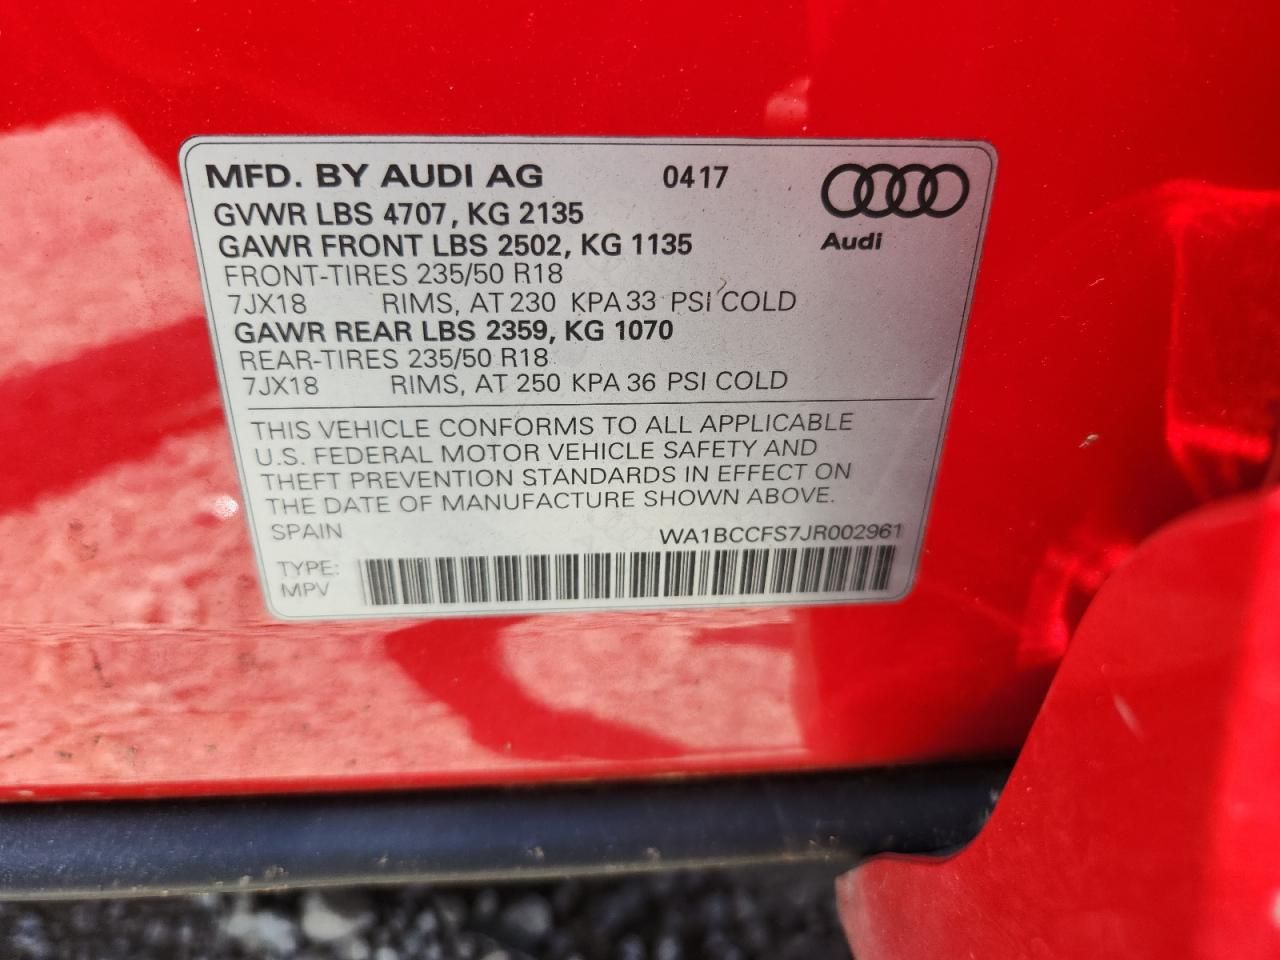 MFD. BY AUDI AG 0417
GVWR LBS 4707, KG 2135
GAWR FRONT LBS 2502, KG 1135
Audi
FRONT-TIRES 235/50 R18
7JX18 RIMS, AT 230 KPA 33 PSI COLD
GAWR REAR LBS 2359, KG 1070
REAR-TIRES 235/50 R18
7JX18 RIMS, AT 250 KPA 36 PSI COLD
THIS VEHICLE CONFORMS TO ALL APPLICABLE
U.S. FEDERAL MOTOR VEHICLE SAFETY AND
THEFT PREVENTION STANDARDS IN EFFECT ON
THE DATE OF MANUFACTURE SHOWN ABOVE.
SPAIN WA1BCCFS7JR002961
TYPE:
MPV